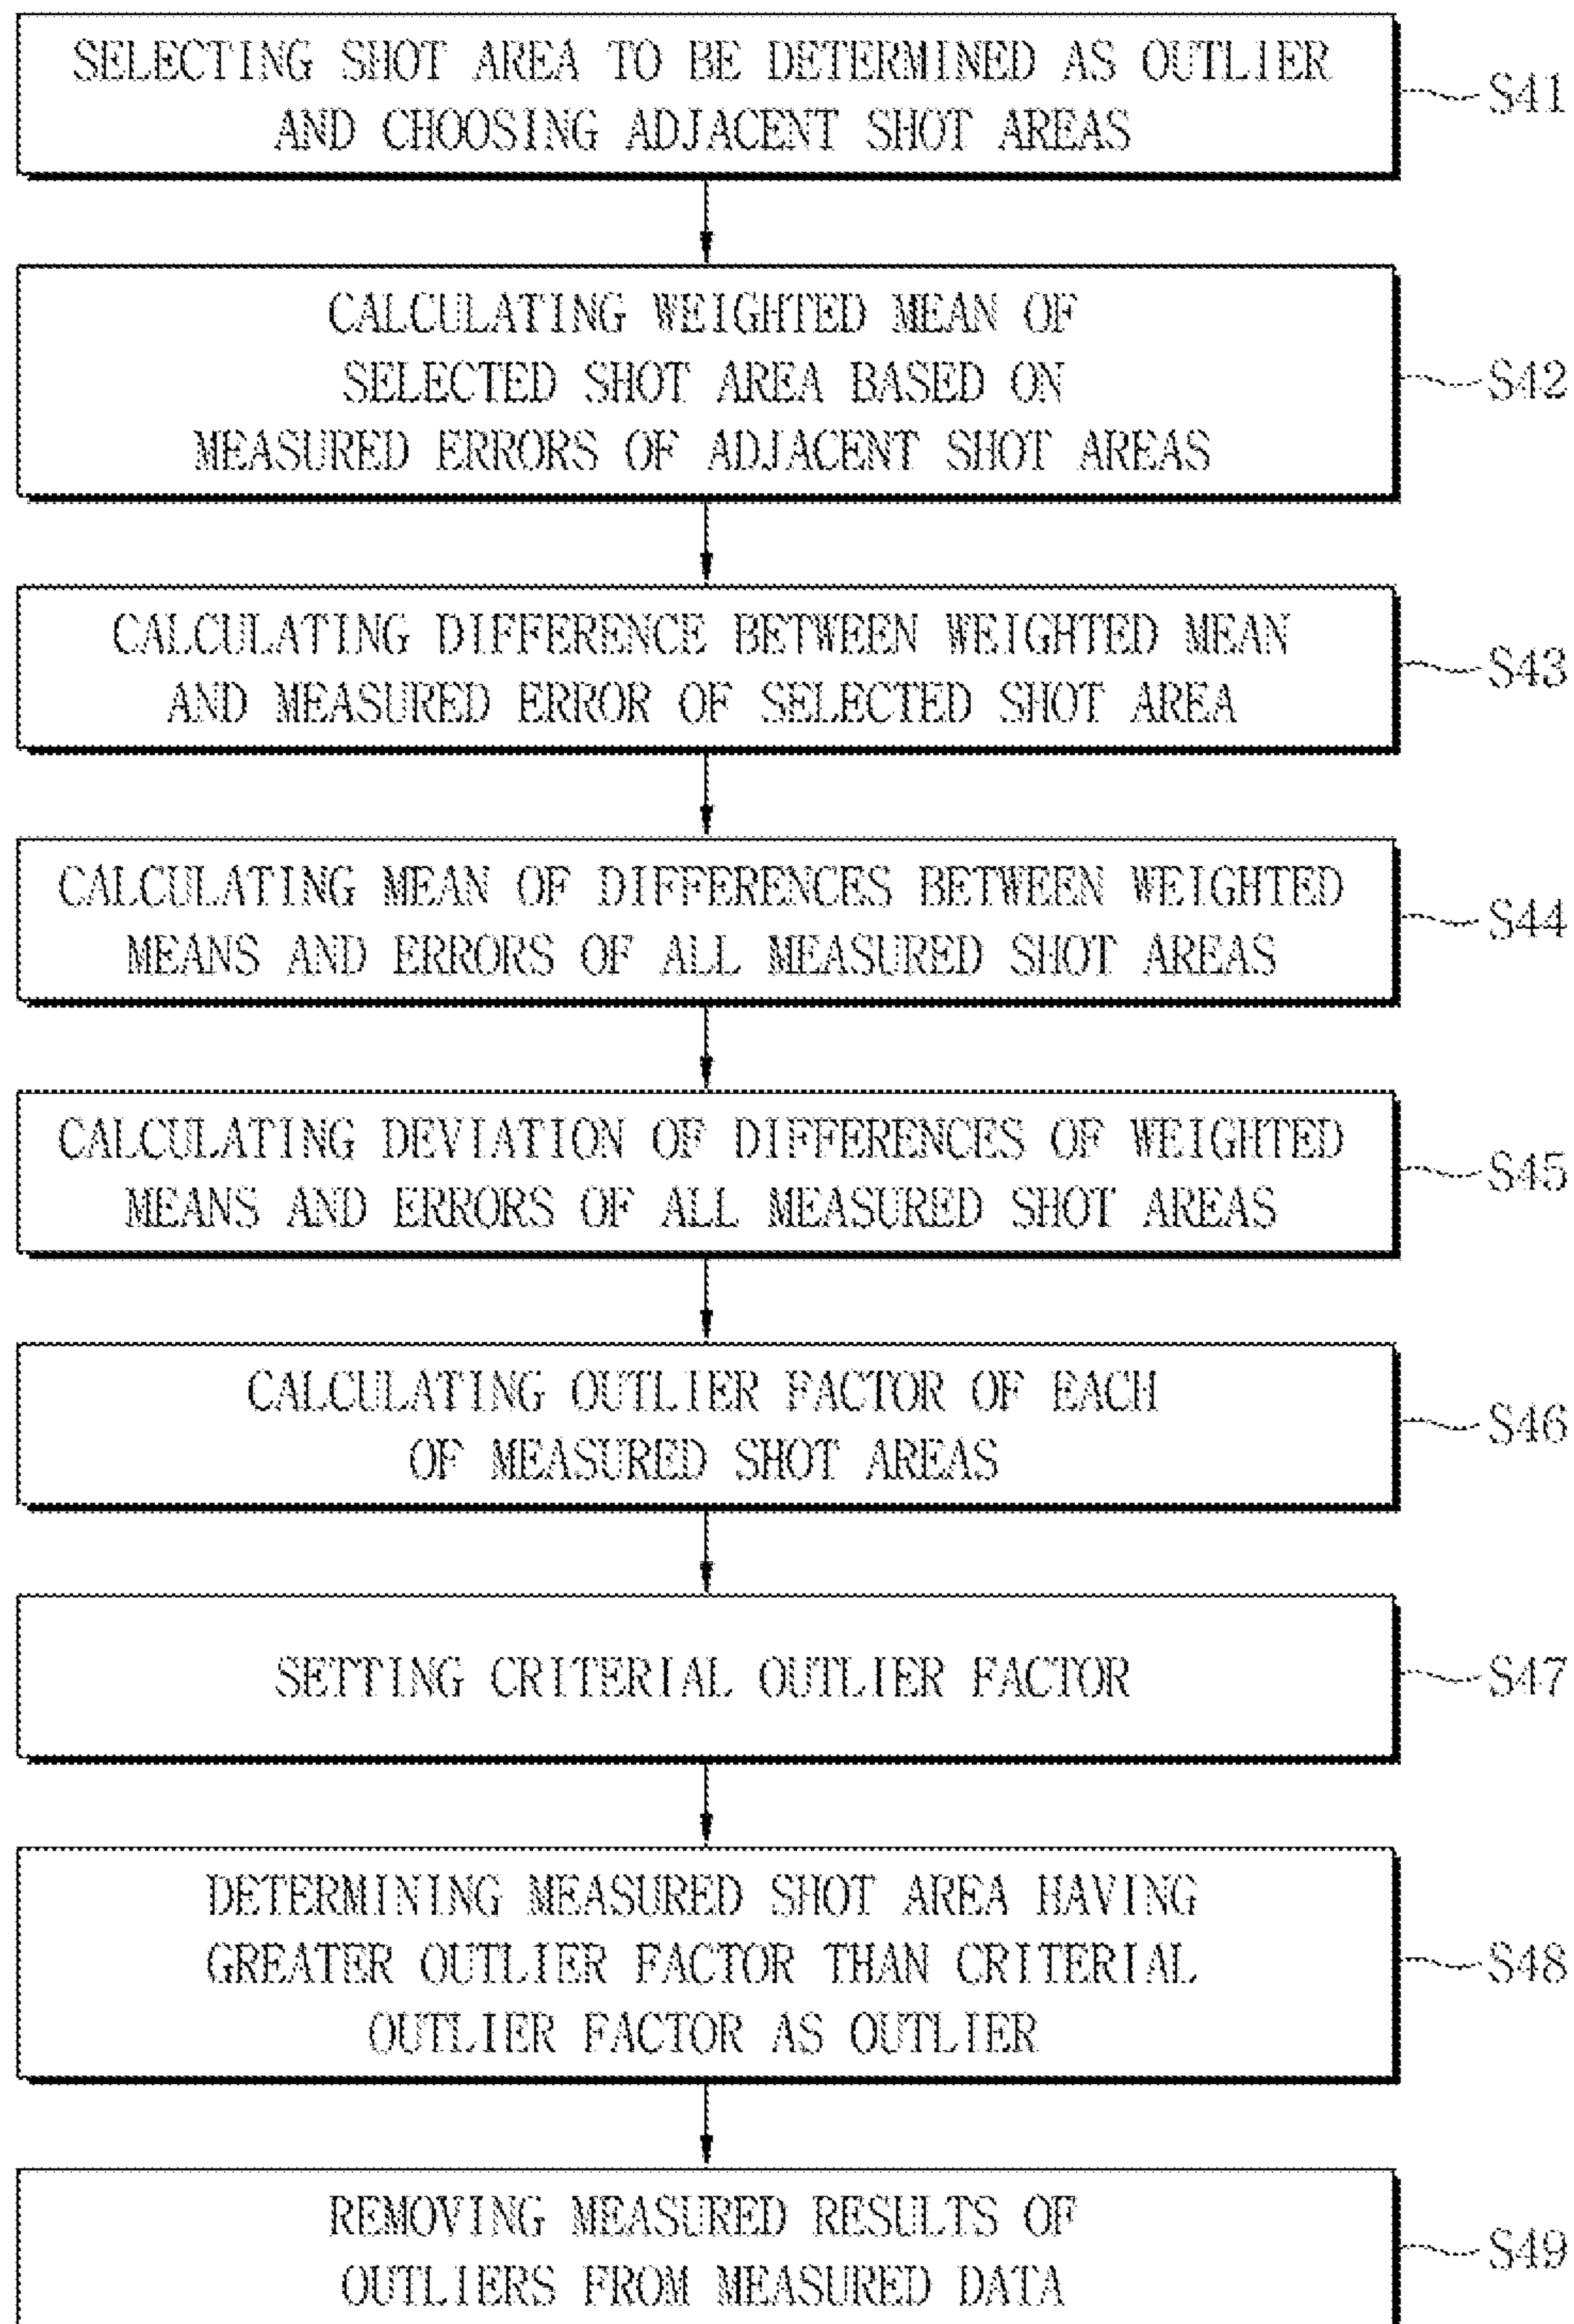 SELECTING SHOT AREA TO BE DETERMINED AS OUTLIER
AND CHOOSING ADJACENT SHOT AREAS
S41
CALCULATING WEIGHTED MEAN OF
SELECTED SHOT AREA BASED ON
MEASURED ERRORS OF ADJACENT SHOT AREAS
S42
CALCULATING DIFFERENCE BETWEEN WEIGHTED MEAN
AND MEASURED ERROR OF SELECTED SHOT AREA
S43
CALCULATING MEAN OF DIFFERENCES BETWEEN WEIGHTED
MEANS AND ERRORS OF ALL MEASURED SHOT AREAS
S44
CALCULATING DEVIATION OF DIFFERENCES OF WEIGHTED
MEANS AND ERRORS OF ALL MEASURED SHOT AREAS
S45
CALCULATING OUTLIER FACTOR OF EACH
OF MEASURED SHOT AREAS
S46
SETTING CRITERIAL OUTLIER FACTOR
S47
DETERMINING MEASURED SHOT AREA HAVING
GREATER OUTLIER FACTOR THAN CRITERIAL
OUTLIER FACTOR AS OUTLIER
S48
REMOVING MEASURED RESULTS OF
OUTLIERS FROM MEASURED DATA
S49